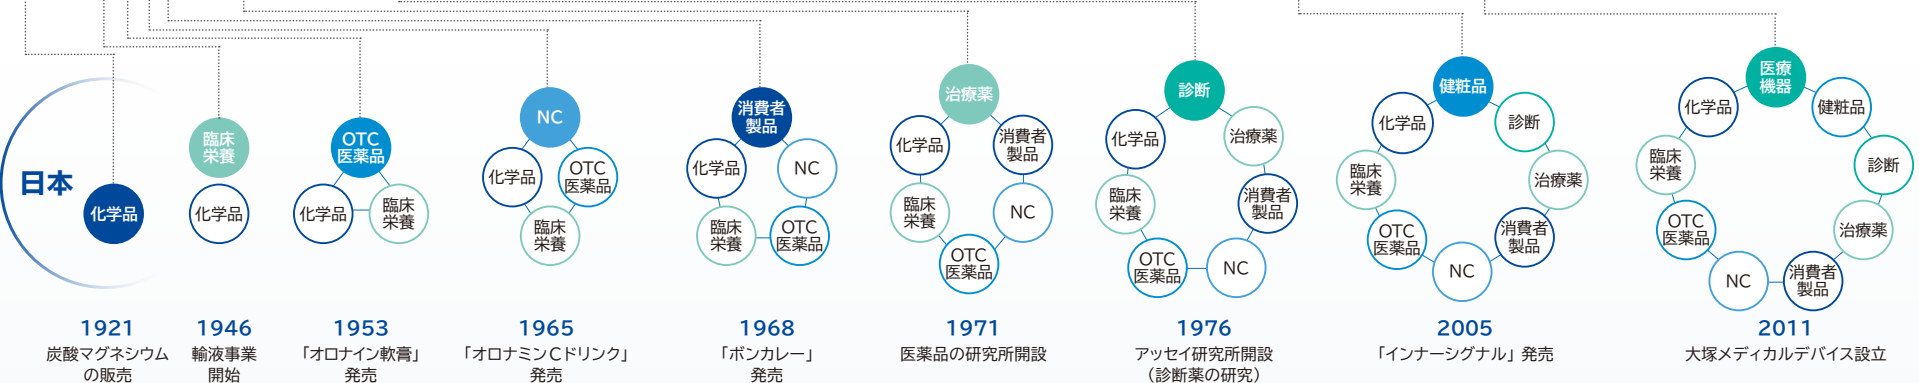 日本
化学品
1921
炭酸マグネシウム
の販売
臨床
栄養
化学品
1946
輸液事業
開始
OTC
医薬品
化学品
臨床
栄養
1953
「オロナイン軟膏」
発売
NC
化学品
OTC
医薬品
臨床
栄養
1965
「オロナミンCドリンク」
発売
消費者
製品
化学品
NC
臨床
栄養
OTC
医薬品
1968
「ボンカレー」
発売
治療薬
化学品
消費者
製品
臨床
栄養
NC
OTC
医薬品
1971
医薬品の研究所開設
診断
化学品
治療薬
臨床
栄養
消費者
製品
OTC
医薬品
NC
1976
アッセイ研究所開設
（診断薬の研究）
健粧品
化学品
診断
臨床
栄養
治療薬
OTC
医薬品
消費者
製品
NC
2005
「インナーシグナル」発売
医療
機器
化学品
健粧品
臨床
栄養
診断
OTC
医薬品
治療薬
NC
消費者
製品
2011
大塚メディカルデバイス設立